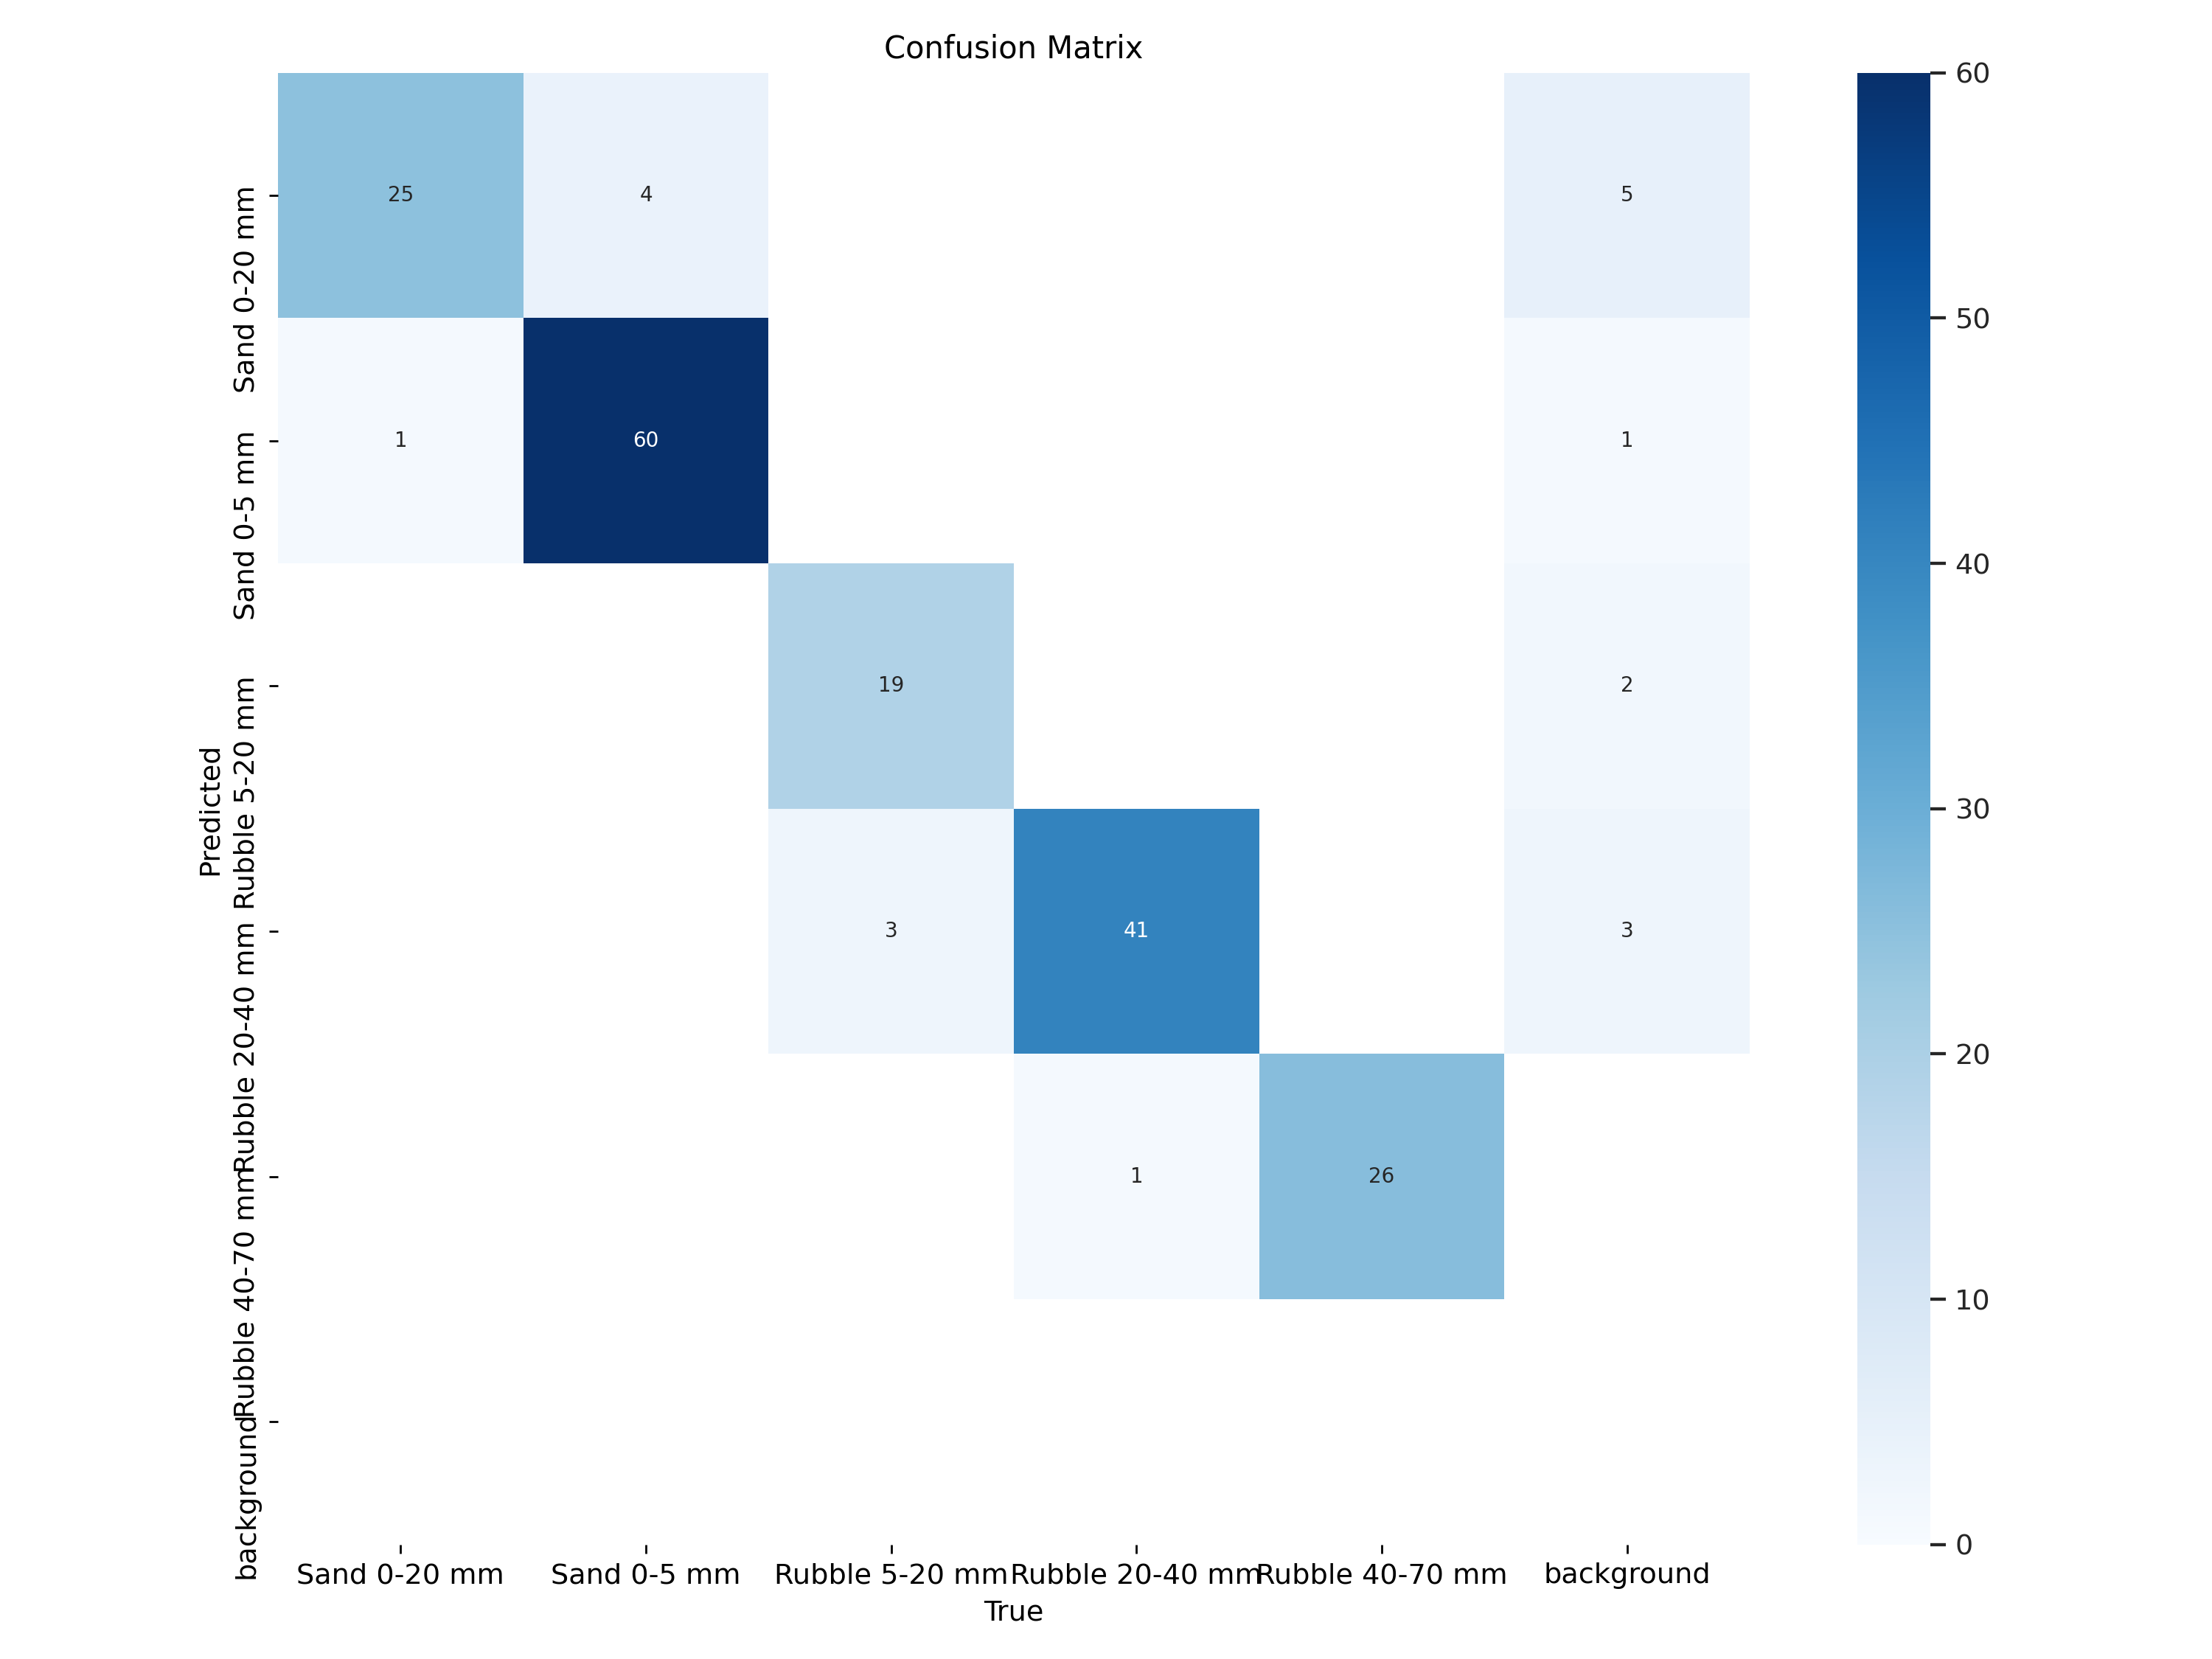 Confusion Matrix
25 4 5
1 60 1
19 2
3 41 3
1 26
Sand 0-20 mm
Sand 0-5 mm
Rubble 5-20 mm
Rubble 20-40 mm
Rubble 40-70 mm
background
Predicted
Sand 0-20 mm Sand 0-5 mm Rubble 5-20 mm Rubble 20-40 mm Rubble 40-70 mm background
True
60
50
40
30
20
10
0